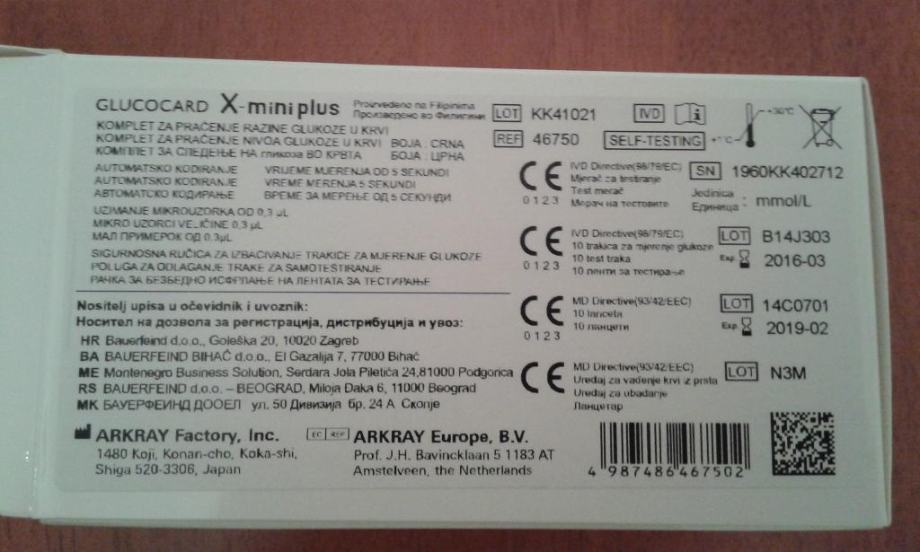 GLUCOCARD X-mini plus
Proizvedeno na Filipinima
Произведено во Филипини
LOT KK41021 IVD
REF 46750 SELF-TESTING +1°C +30°C
KOMPLET ZA PRAĆENJE RAZINE GLUKOZE U KRVI
KOMPLET ZA PRAĆENJE NIVOA GLUKOZE U KRVI BOJA : CRNA
КОМПЛЕТ ЗА СЛЕДЕЊЕ НА гликоза ВО КРВТА БОЈА : ЦРНА
AUTOMATSKO KODIRANJE VRIJEME MJERENJA OD 5 SEKUNDI
AUTOMATSKO KODIRANJE VREME MERENJA 5 SEKUNDI
АВТОМАТСКО КОДИРАЊЕ ВРЕМЕ ЗА МЕРЕЊЕ ОД 5 СЕКУНДИ
UZIMANJE MIKROUZORKA OD 0,3 µL
MIKRO UZORCI VELIČINE 0,3 µL
МАЛ ПРИМЕРОК ОД 0,3µL
SIGURNOSNA RUČICA ZA IZBACIVANJE TRAKICE ZA MJERENJE GLUKOZE
POLUGA ZA ODLAGANJE TRAKE ZA SAMOTESTIRANJE
РАЧКА ЗА БЕЗБЕДНО ИСФРЛАЊЕ НА ЛЕНТАТА ЗА ТЕСТИРАЊЕ
Nositelj upisa u očevidnik i uvoznik:
Носител на дозвола за регистрација, дистрибуција и увоз:
HR Bauerfeind d.o.o., Goleška 20, 10020 Zagreb
BA BAUERFEIND BIHAĆ d.o.o., El Gazalija 7, 77000 Bihać
ME Montenegro Business Solution, Serdara Jola Piletića 24,81000 Podgorica
RS BAUERFEIND d.o.o. – BEOGRAD, Miloja Đaka 6, 11000 Beograd
MK БАУЕРФЕИНД ДООЕЛ ул. 50 Дивизија бр. 24 А Скопје
CE 0123
IVD Directive(98/79/EC)
Mjerač za testiranje
Test merač
Мерач на тестовите
SN 1960KK402712
Jedinica
Единица : mmol/L
CE 0123
IVD Directive(98/79/EC)
10 trakica za mjerenje glukoze
10 test traka
10 ленти за тестирање
LOT B14J303
Exp. 2016-03
CE 0123
MD Directive(93/42/EEC)
10 lanceta
10 ланцети
LOT 14C0701
Exp. 2019-02
CE
MD Directive(93/42/EEC)
Uređaj za vađenje krvi iz prsta
Uređaj za ubadanje
Ланцетар
LOT N3M
ARKRAY Factory, Inc.
1480 Koji, Konan-cho, Koka-shi,
Shiga 520-3306, Japan
EC REP ARKRAY Europe, B.V.
Prof. J.H. Bavincklaan 5 1183 AT
Amstelveen, the Netherlands
4 987486 467502